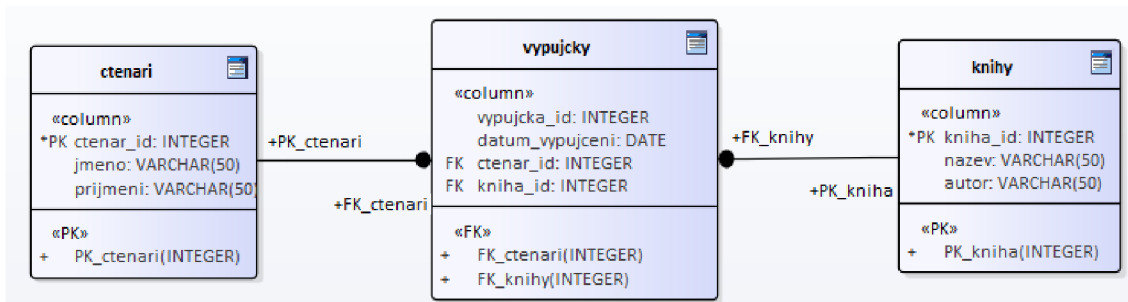 ctenari
«column»
*PK ctenar_id: INTEGER
jmeno: VARCHAR(50)
prijmeni: VARCHAR(50)
«PK»
+ PK_ctenari(INTEGER)
+PK_ctenari
+FK_ctenari
vypujcky
«column»
vypujcka_id: INTEGER
datum_vypujceni: DATE
FK ctenar_id: INTEGER
FK kniha_id: INTEGER
«FK»
+ FK_ctenari(INTEGER)
+ FK_knihy(INTEGER)
+FK_knihy
+PK_kniha
knihy
«column»
*PK kniha_id: INTEGER
nazev: VARCHAR(50)
autor: VARCHAR(50)
«PK»
+ PK_kniha(INTEGER)